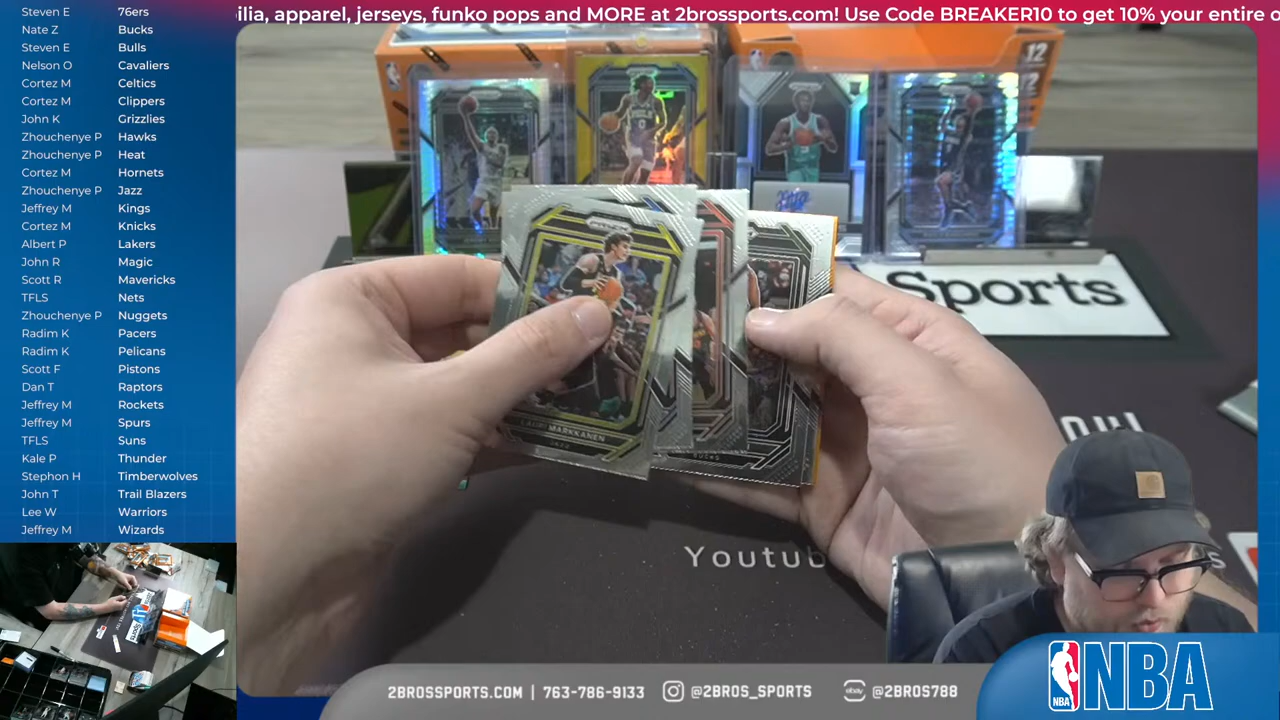 ilia, apparel, jerseys, funko pops and MORE at 2brossports.com! Use Code BREAKER10 to get 10% your entire o
Steven E 76ers
Nate Z Bucks
Steven E Bulls
Nelson O Cavaliers
Cortez M Celtics
Cortez M Clippers
John K Grizzlies
Zhouchenye P Hawks
Zhouchenye P Heat
Cortez M Hornets
Zhouchenye P Jazz
Jeffrey M Kings
Cortez M Knicks
Albert P Lakers
John R Magic
Scott R Mavericks
TFLS Nets
Zhouchenye P Nuggets
Radim K Pacers
Radim K Pelicans
Scott F Pistons
Dan T Raptors
Jeffrey M Rockets
Jeffrey M Spurs
TFLS Suns
Kale P Thunder
Stephon H Timberwolves
John T Trail Blazers
Lee W Warriors
Jeffrey M Wizards
12
Sports
LAURI MARKKANEN
JAZZ
BUCKS
Youtub
2BROSSPORTS.COM | 763-786-9133 @2BROS_SPORTS @2BROS788
NBA
NBA